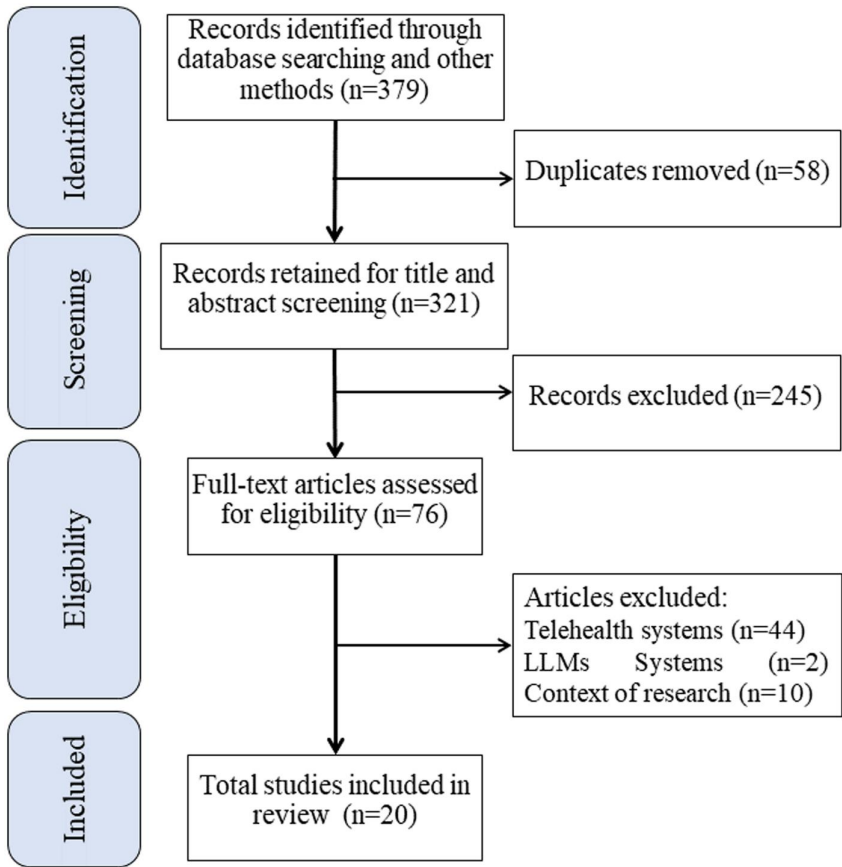 Identification
Records identified through
database searching and other
methods (n=379)
Duplicates removed (n=58)
Screening
Records retained for title and
abstract screening (n=321)
Records excluded (n=245)
Eligibility
Full-text articles assessed
for eligibility (n=76)
Articles excluded:
Telehealth systems (n=44)
LLMs Systems (n=2)
Context of research (n=10)
Included
Total studies included in
review (n=20)